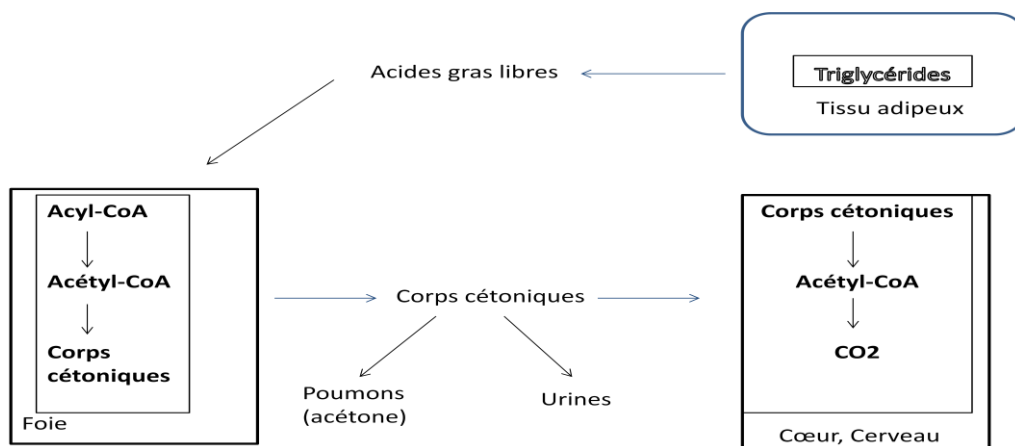 Acides gras libres
Triglycérides
Tissu adipeux
Acyl-CoA
Acétyl-CoA
Corps
cétoniques
Foie
Corps cétoniques
Poumons
(acétone)
Urines
Corps cétoniques
Acétyl-CoA
CO2
Cœur, Cerveau